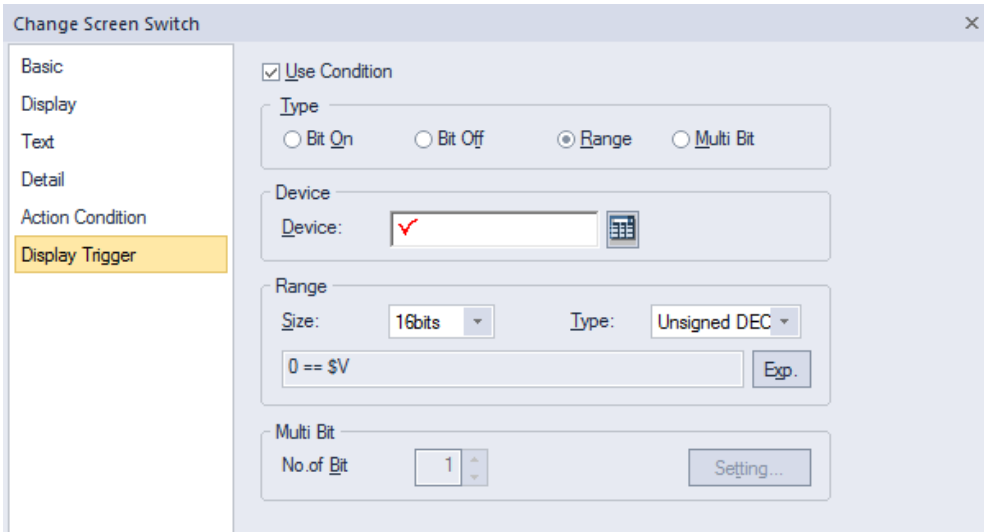 Change Screen Switch
Basic
Display
Text
Detail
Action Condition
Display Trigger
Use Condition
Type
Bit On Bit Off Range Multi Bit
Device
Device:
Range
Size: 16bits Type: Unsigned DEC
0 == $V Exp.
Multi Bit
No.of Bit 1 Setting...